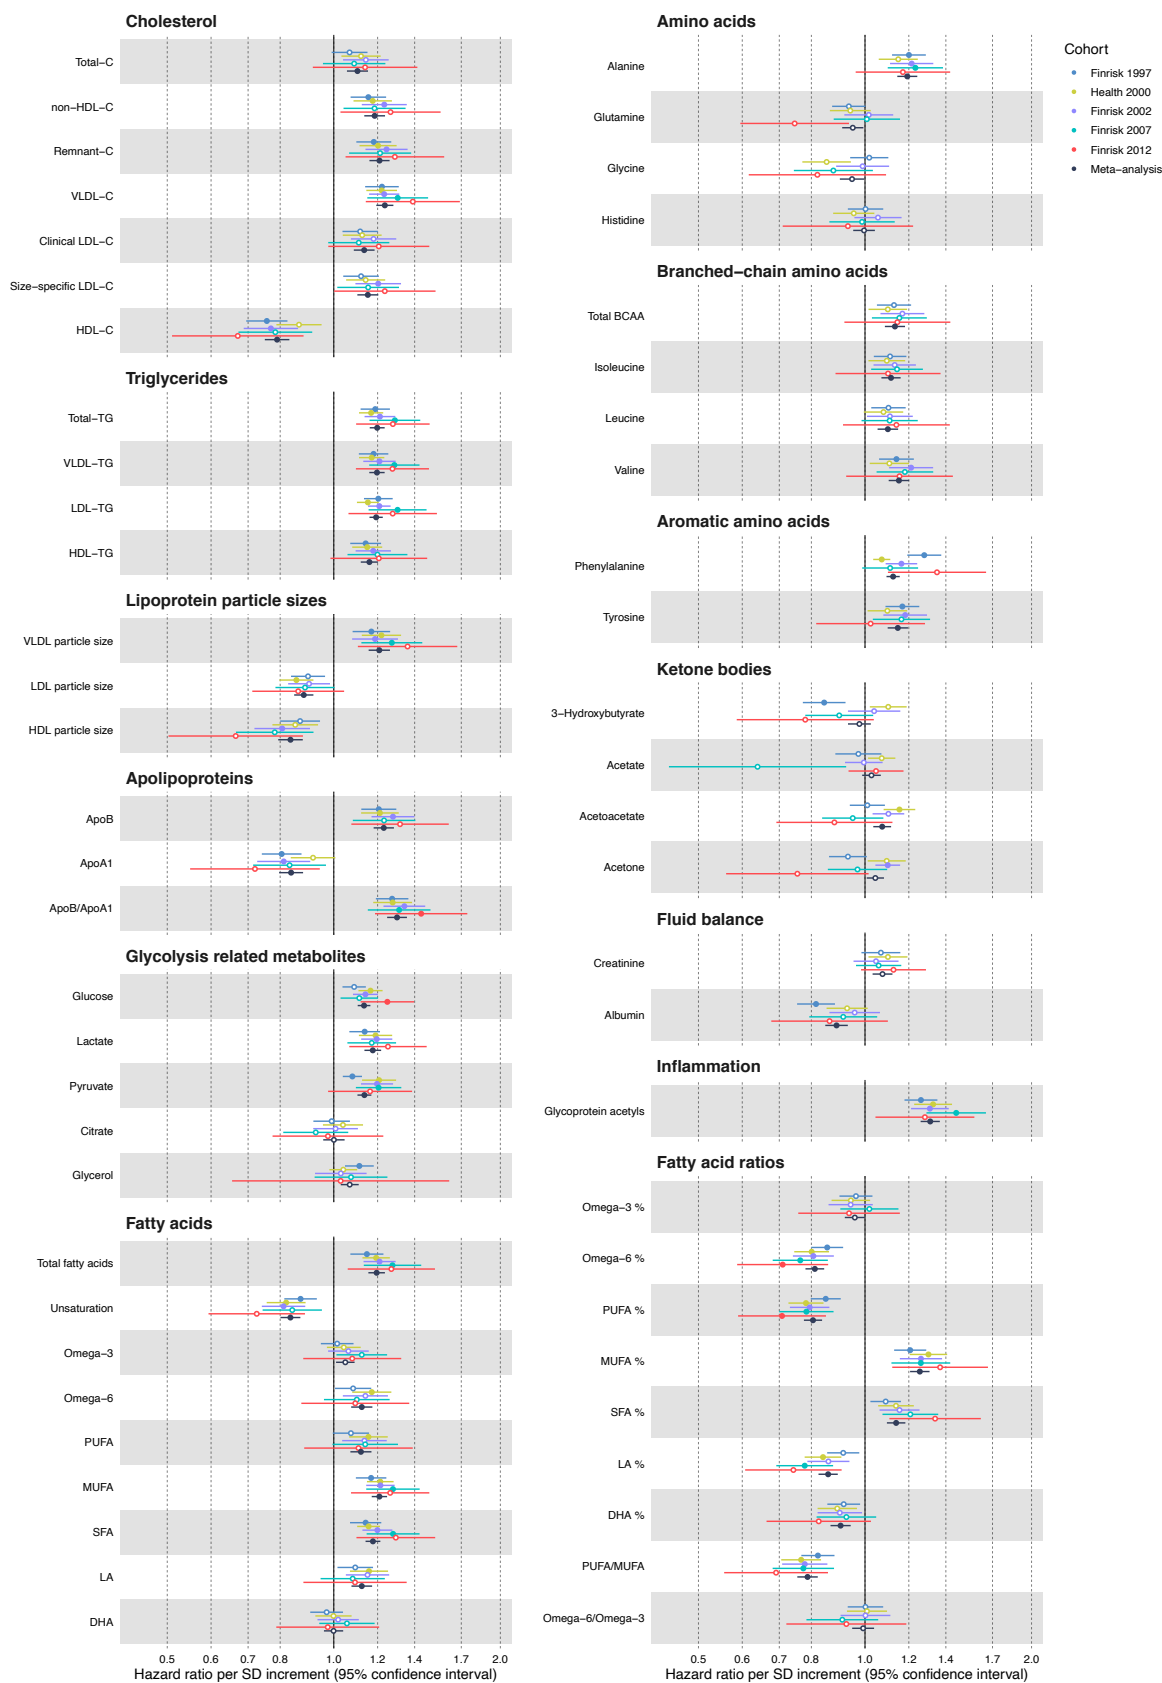 Cholesterol
Total−C
non−HDL−C
Remnant−C
VLDL−C
Clinical LDL−C
Size−specific LDL−C
HDL−C
Triglycerides
Total−TG
VLDL−TG
LDL−TG
HDL−TG
Lipoprotein particle sizes
VLDL particle size
LDL particle size
HDL particle size
Apolipoproteins
ApoB
ApoA1
ApoB/ApoA1
Glycolysis related metabolites
Glucose
Lactate
Pyruvate
Citrate
Glycerol
Fatty acids
Total fatty acids
Unsaturation
Omega−3
Omega−6
PUFA
MUFA
SFA
LA
DHA
0.5 0.6 0.7 0.8 1.0 1.2 1.4 1.7 2.0
Hazard ratio per SD increment (95% confidence interval)
Amino acids
Alanine
Glutamine
Glycine
Histidine
Branched−chain amino acids
Total BCAA
Isoleucine
Leucine
Valine
Aromatic amino acids
Phenylalanine
Tyrosine
Ketone bodies
3−Hydroxybutyrate
Acetate
Acetoacetate
Acetone
Fluid balance
Creatinine
Albumin
Inflammation
Glycoprotein acetyls
Fatty acid ratios
Omega−3 %
Omega−6 %
PUFA %
MUFA %
SFA %
LA %
DHA %
PUFA/MUFA
Omega−6/Omega−3
0.5 0.6 0.7 0.8 1.0 1.2 1.4 1.7 2.0
Hazard ratio per SD increment (95% confidence interval)
Cohort
Finrisk 1997
Health 2000
Finrisk 2002
Finrisk 2007
Finrisk 2012
Meta−analysis